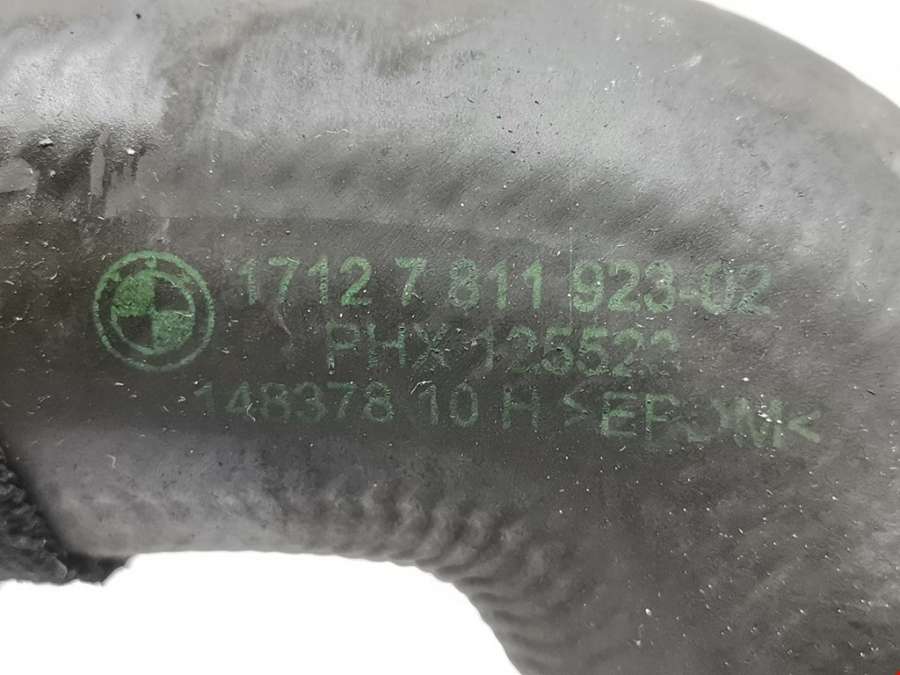 1712 7 811 923-02
PHX 125522
148378 10 H >EPDM<